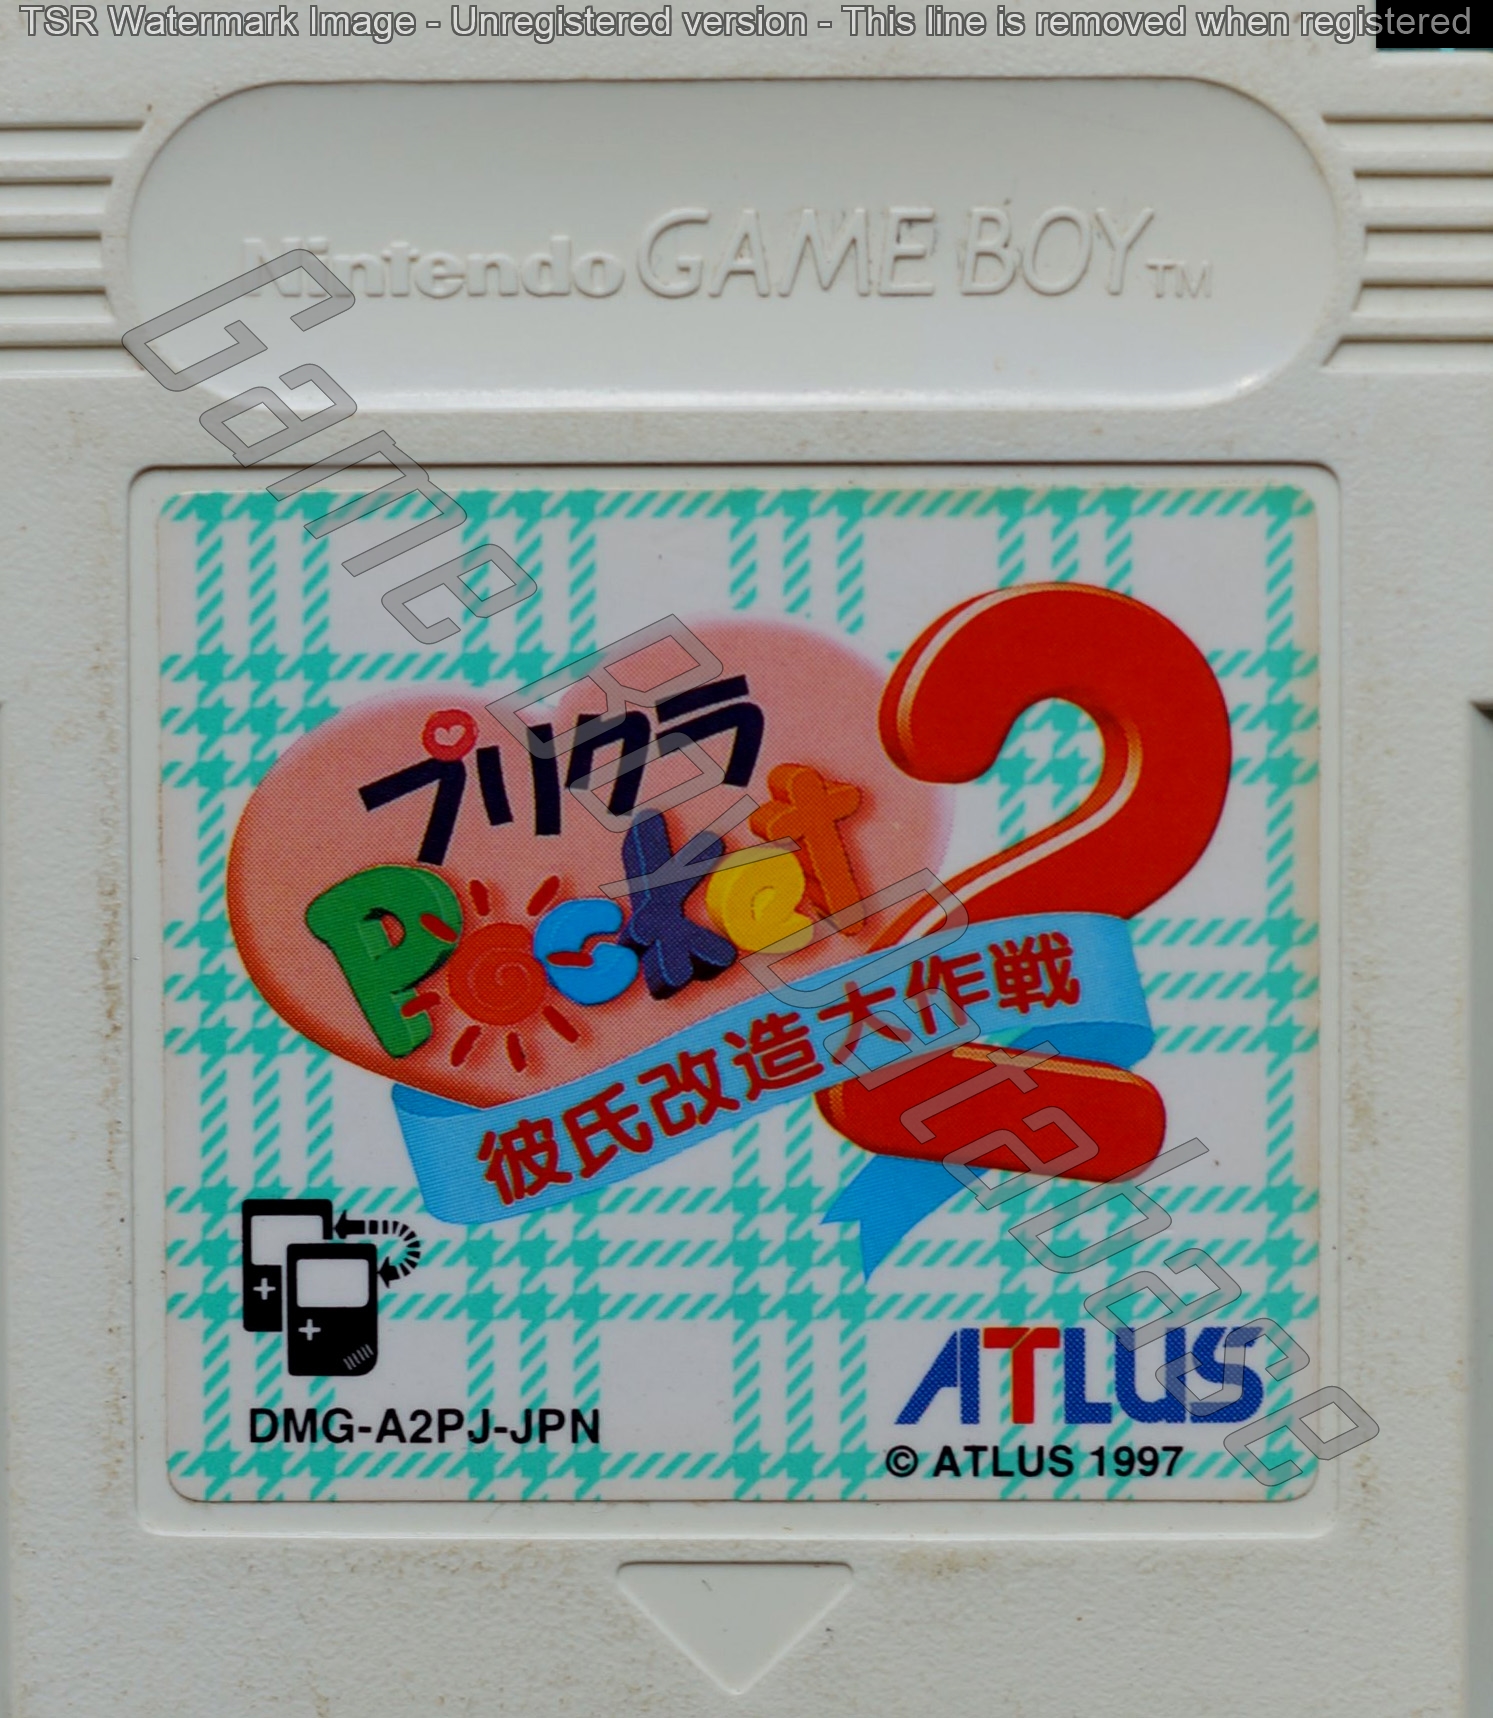 TSR Watermark Image - Unregistered version - This line is removed when registered
Nintendo GAME BOY TM
Game Boy Database
プリクラ
Pocket
2
彼氏改造大作戦
ATLUS
DMG-A2PJ-JPN
© ATLUS 1997